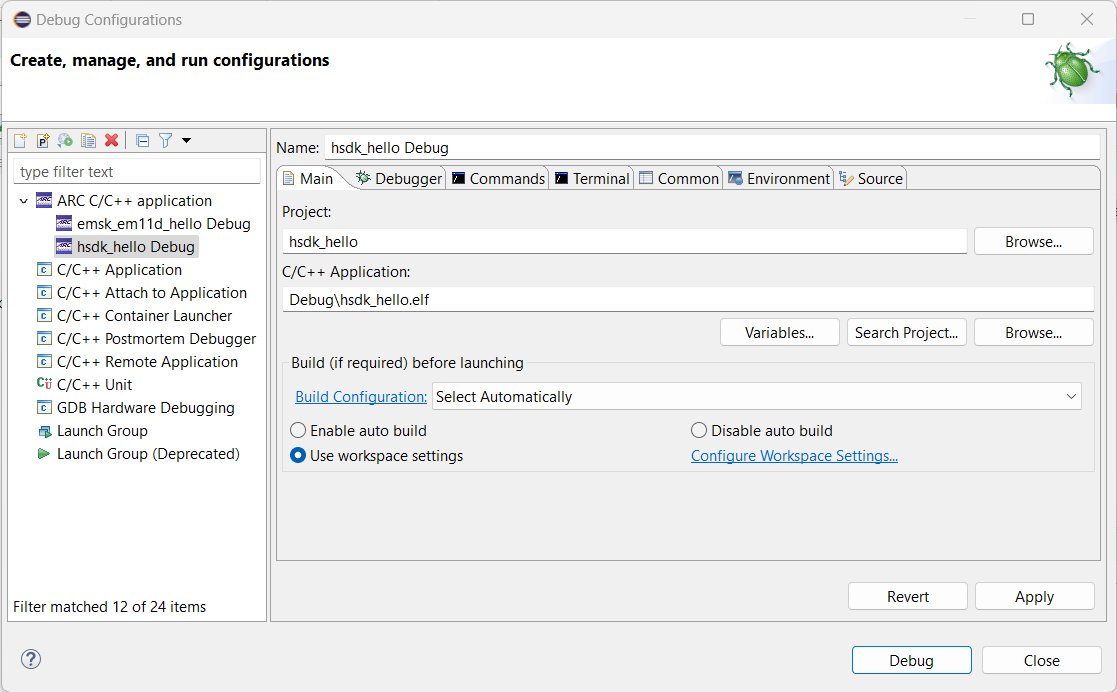 Debug Configurations
Create, manage, and run configurations
type filter text
ARC C/C++ application
emsk_em11d_hello Debug
hsdk_hello Debug
C/C++ Application
C/C++ Attach to Application
C/C++ Container Launcher
C/C++ Postmortem Debugger
C/C++ Remote Application
C/C++ Unit
GDB Hardware Debugging
Launch Group
Launch Group (Deprecated)
Filter matched 12 of 24 items
Name: hsdk_hello Debug
Main Debugger Commands Terminal Common Environment Source
Project:
hsdk_hello Browse...
C/C++ Application:
Debug\hsdk_hello.elf
Variables... Search Project... Browse...
Build (if required) before launching
Build Configuration: Select Automatically
Enable auto build Disable auto build
Use workspace settings Configure Workspace Settings...
Revert Apply
Debug Close